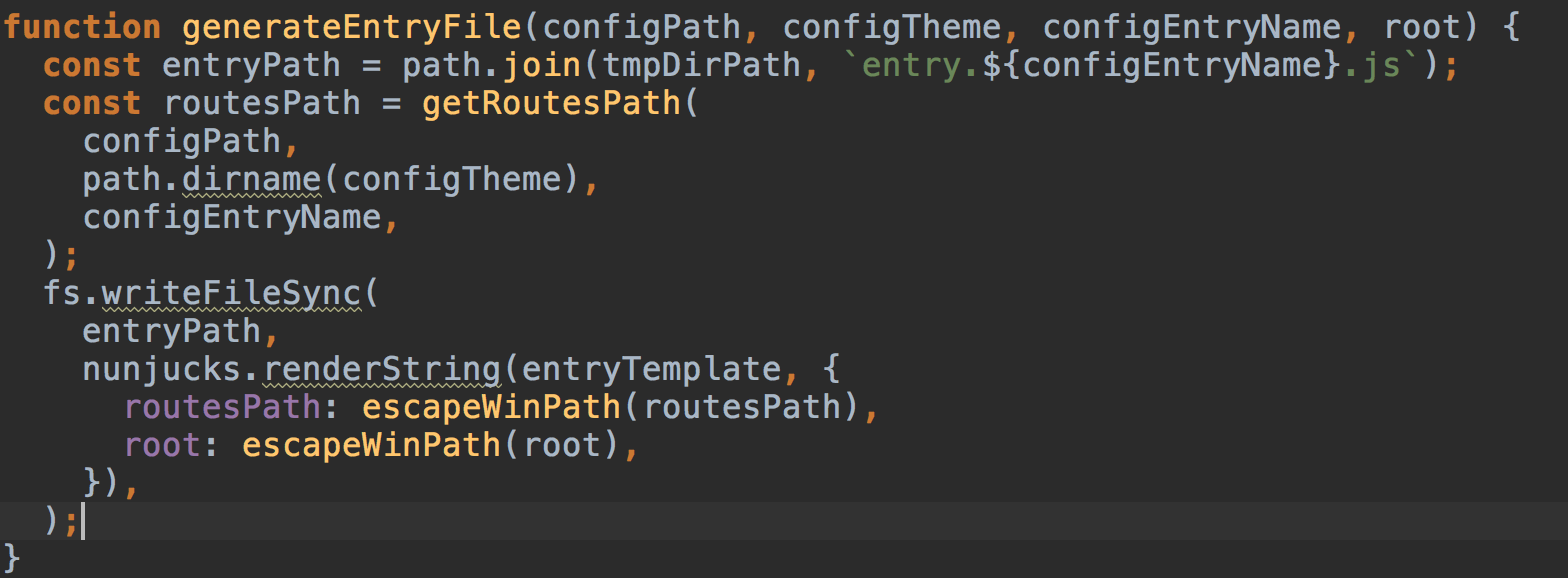 function generateEntryFile(configPath, configTheme, configEntryName, root) {
  const entryPath = path.join(tmpDirPath, `entry.${configEntryName}.js`);
  const routesPath = getRoutesPath(
    configPath,
    path.dirname(configTheme),
    configEntryName,
  );
  fs.writeFileSync(
    entryPath,
    nunjucks.renderString(entryTemplate, {
      routesPath: escapeWinPath(routesPath),
      root: escapeWinPath(root),
    }),
  );
}